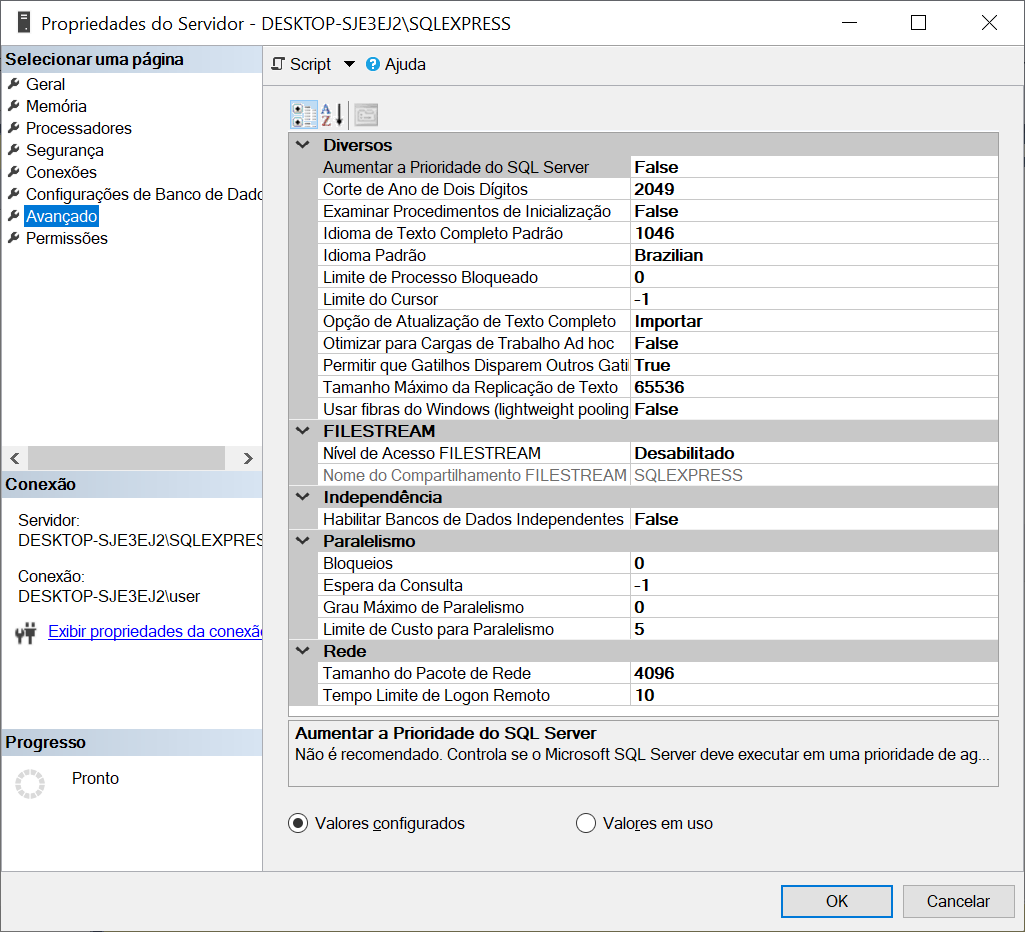 Propriedades do Servidor - DESKTOP-SJE3EJ2\SQLEXPRESS
Selecionar uma página
Geral
Memória
Processadores
Segurança
Conexões
Configurações de Banco de Dado
Avançado
Permissões
Conexão
Servidor:
DESKTOP-SJE3EJ2\SQLEXPRES
Conexão:
DESKTOP-SJE3EJ2\user
Exibir propriedades da conexã
Progresso
Pronto
Script
Ajuda
Diversos
Aumentar a Prioridade do SQL Server False
Corte de Ano de Dois Dígitos 2049
Examinar Procedimentos de Inicialização False
Idioma de Texto Completo Padrão 1046
Idioma Padrão Brazilian
Limite de Processo Bloqueado 0
Limite do Cursor -1
Opção de Atualização de Texto Completo Importar
Otimizar para Cargas de Trabalho Ad hoc False
Permitir que Gatilhos Disparem Outros Gati True
Tamanho Máximo da Replicação de Texto 65536
Usar fibras do Windows (lightweight pooling False
FILESTREAM
Nível de Acesso FILESTREAM Desabilitado
Nome do Compartilhamento FILESTREAM SQLEXPRESS
Independência
Habilitar Bancos de Dados Independentes False
Paralelismo
Bloqueios 0
Espera da Consulta -1
Grau Máximo de Paralelismo 0
Limite de Custo para Paralelismo 5
Rede
Tamanho do Pacote de Rede 4096
Tempo Limite de Logon Remoto 10
Aumentar a Prioridade do SQL Server
Não é recomendado. Controla se o Microsoft SQL Server deve executar em uma prioridade de ag...
Valores configurados
Valores em uso
OK
Cancelar